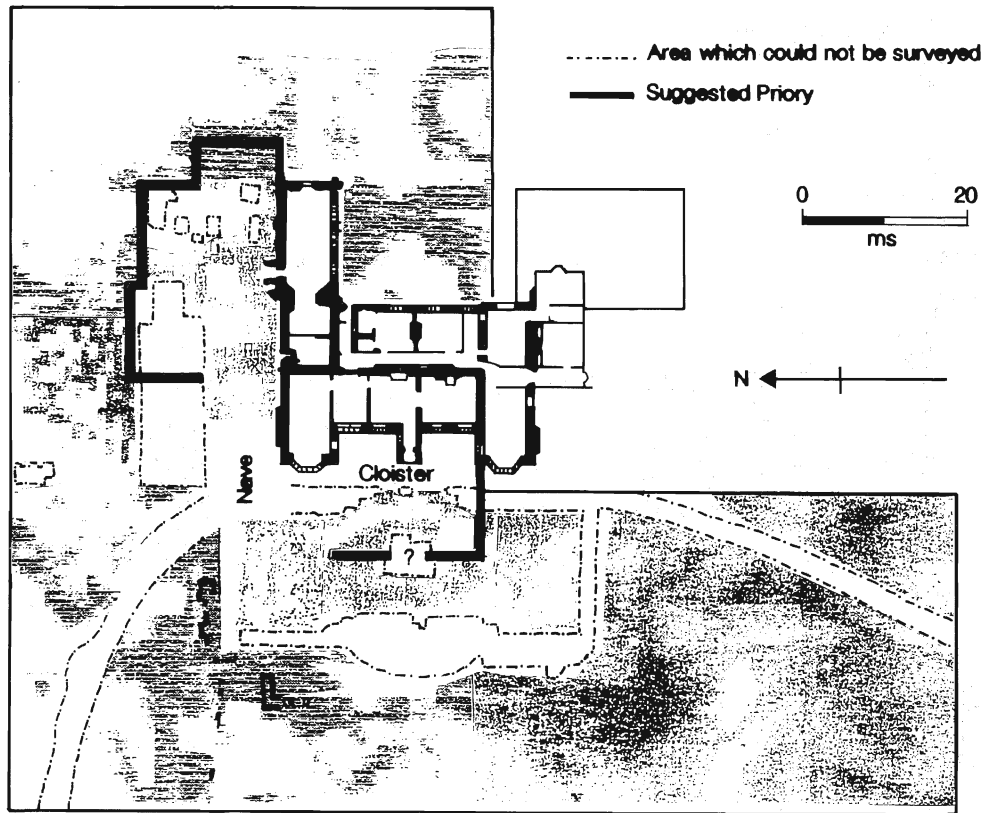 Area which could not be surveyed
Suggested Priory
0 20
ms
N
Nave
Cloister
?